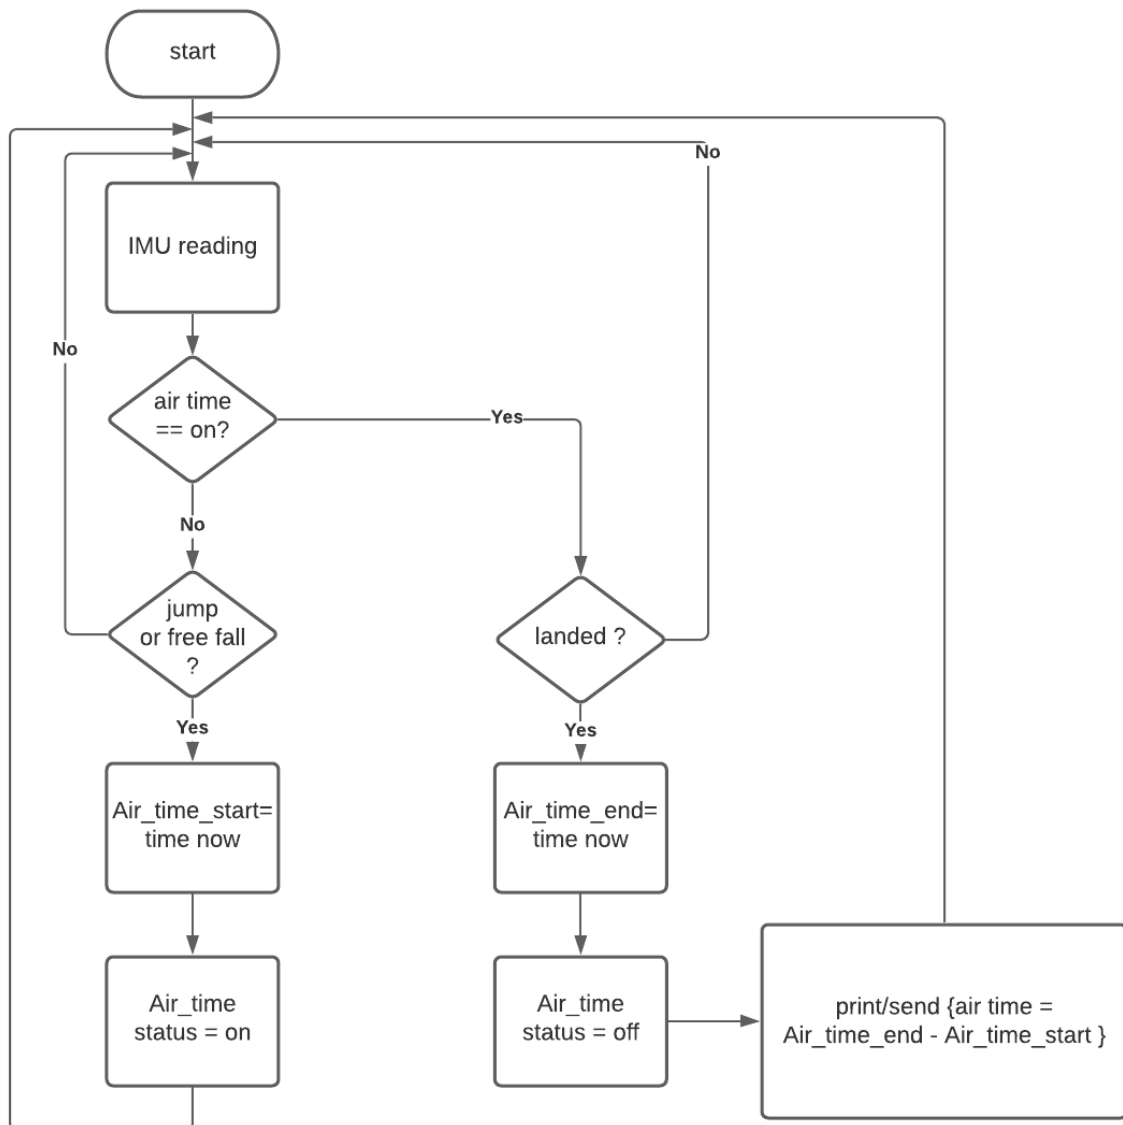 start
No
IMU reading
No
air time
== on?
Yes
No
jump
or free fall
?
landed ?
Yes
Yes
Air_time_start=
time now
Air_time_end=
time now
Air_time
status = on
Air_time
status = off
print/send {air time =
Air_time_end - Air_time_start }